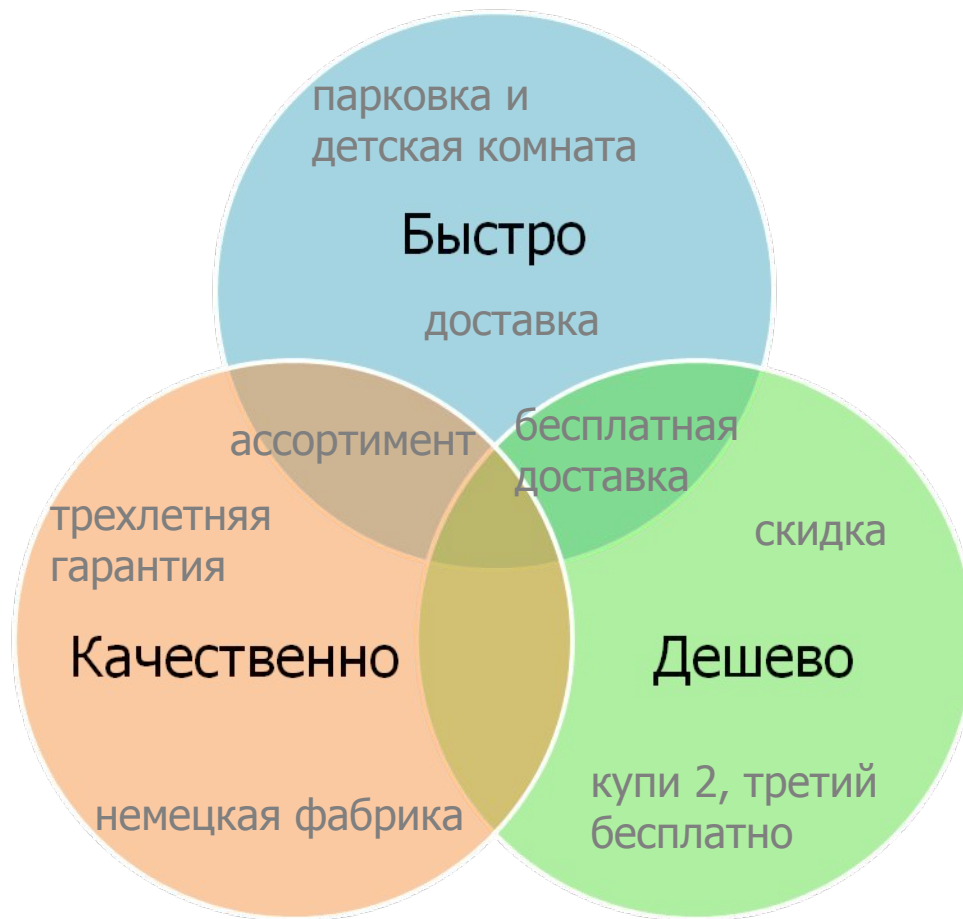 парковка и
детская комната
Быстро
доставка
ассортимент
бесплатная
доставка
трехлетняя
гарантия
скидка
Качественно
Дешево
немецкая фабрика
купи 2, третий
бесплатно